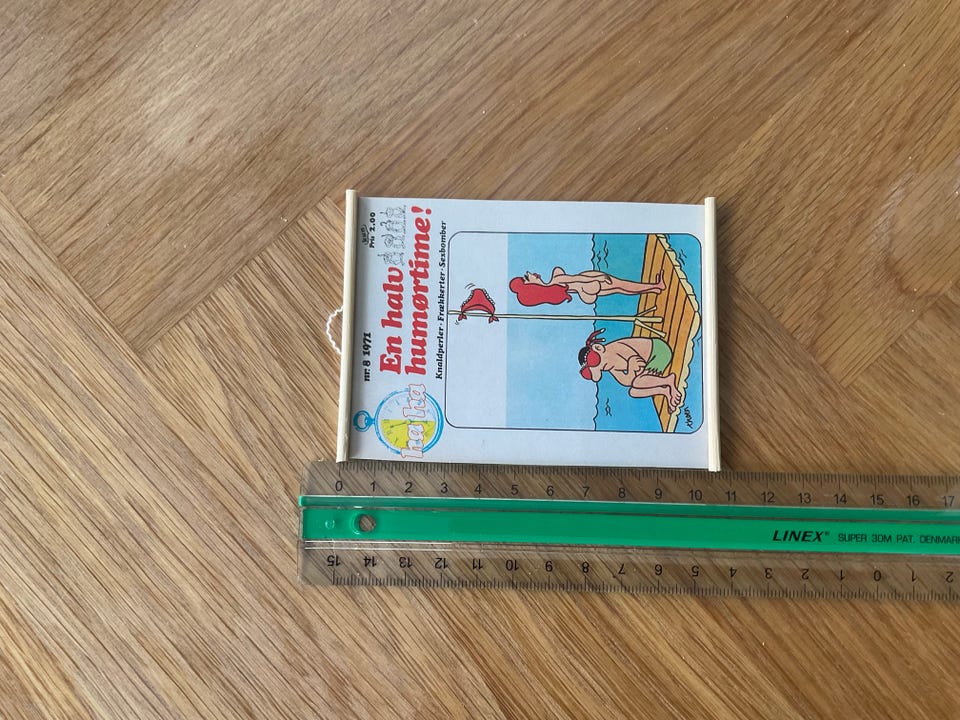 nr. 8 1971
Pris 2.00
En halv
humørtime!
Knaldperler · Frækkerter · Sexbomber
ha ha
0 1 2 3 4 5 6 7 8 9 10 11 12 13 14 15 16 17
LINEX® SUPER 30M PAT. DENMARK
15 14 13 12 11 10 9 8 7 6 5 4 3 2 1 0 1 2